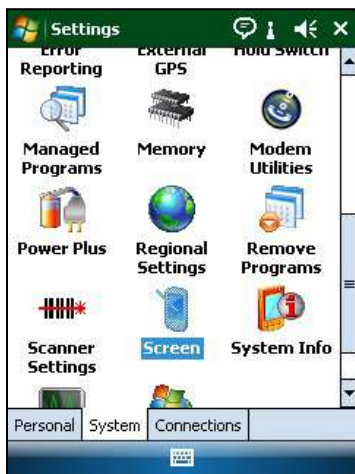 Settings
Error External Hold Switch
Reporting GPS
Managed Memory Modem
Programs Utilities
Power Plus Regional Remove
Settings Programs
Scanner Screen System Info
Settings
Personal System Connections